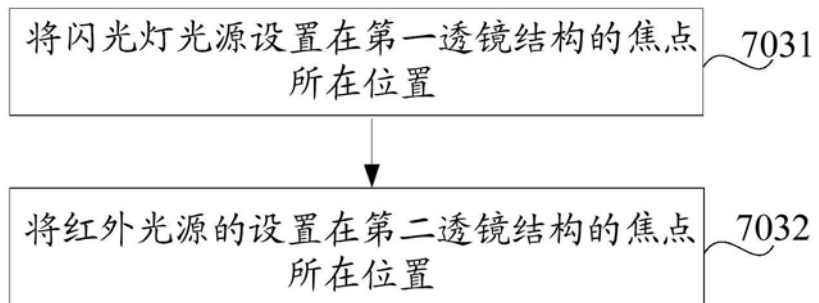 将闪光灯光源设置在第一透镜结构的焦点
所在位置
7031
将红外光源的设置在第二透镜结构的焦点
所在位置
7032